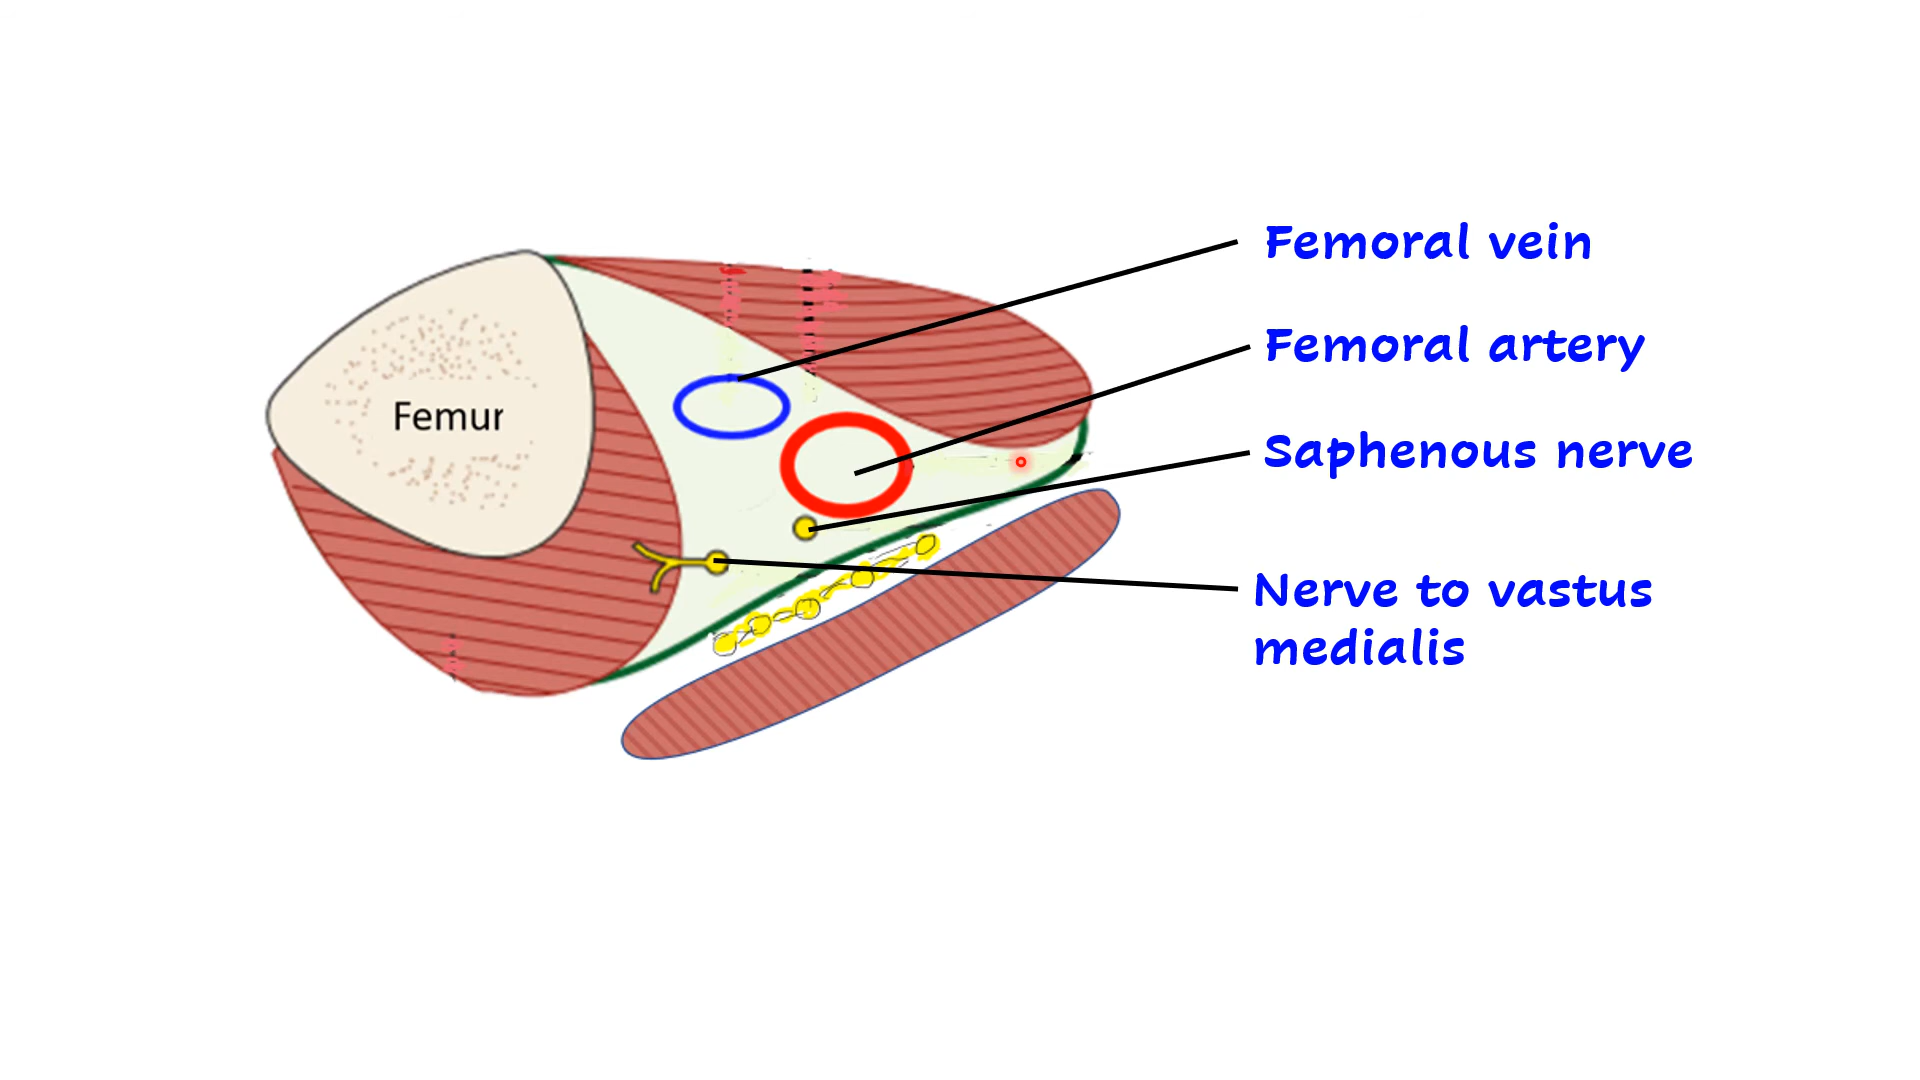 Femoral vein
Femoral artery
Femur
Saphenous nerve
Nerve to vastus
medialis